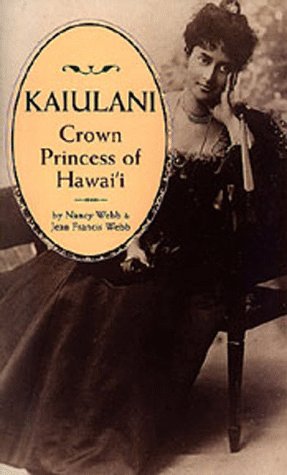 KAIULANI
Crown
Princess of
Hawai'i
by Nancy Webb &
Jean Francis Webb